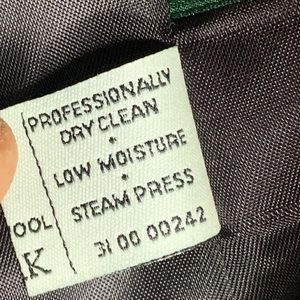 PROFESSIONALLY
DRY CLEAN
•
LOW MOISTURE
•
STEAM PRESS
•
31 00 00242
OOL
K